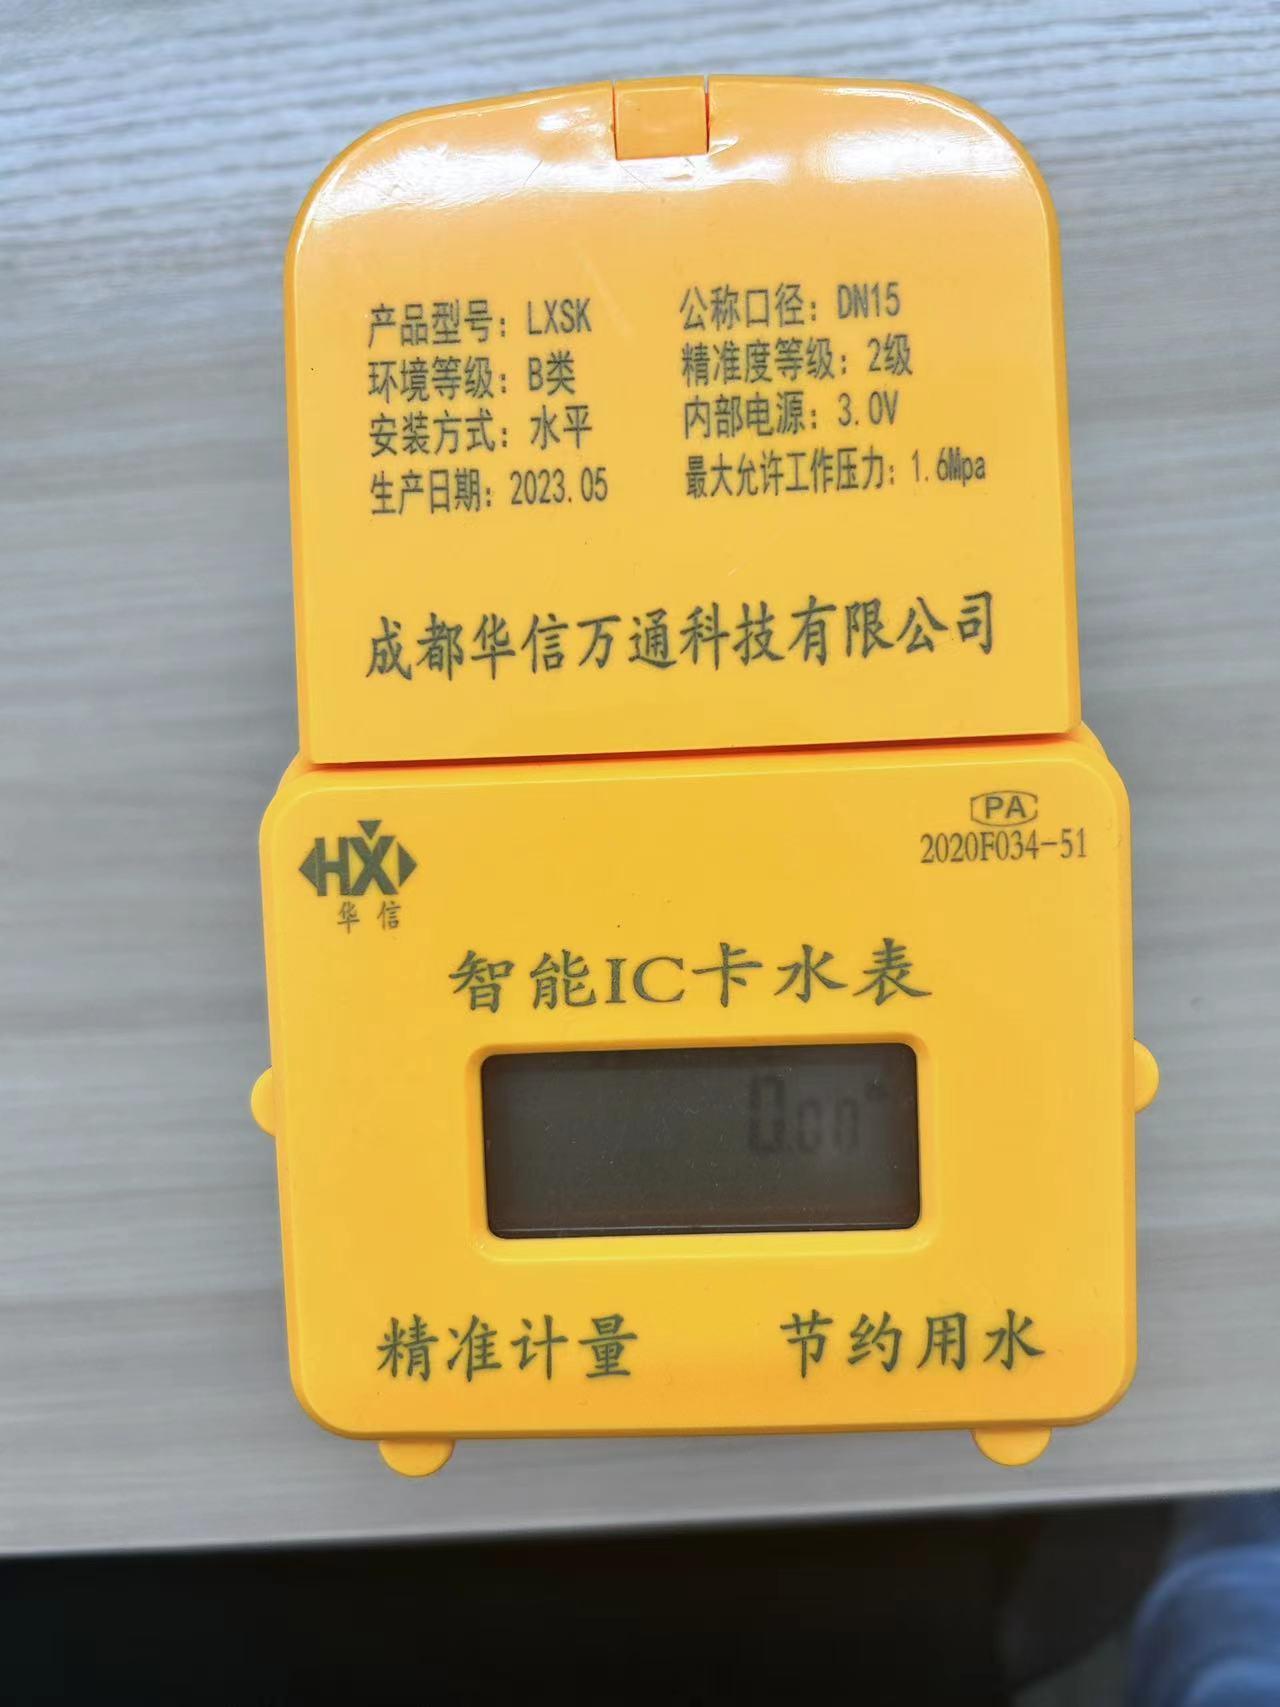 产品型号：LXSK 公称口径：DN15
环境等级：B类 精准度等级：2级
安装方式：水平 内部电源：3.0V
生产日期：2023.05 最大允许工作压力：1.6Mpa
成都华信万通科技有限公司
PA
HX 2020F034-51
华信
智能IC卡水表
精准计量 节约用水